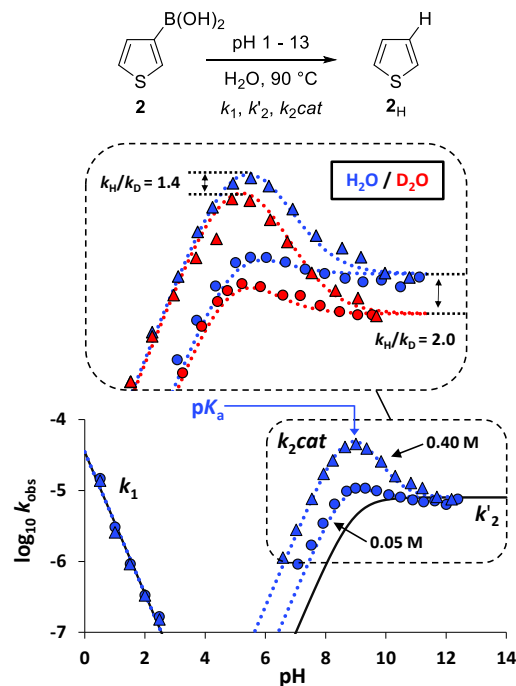 B(OH)2
S
2
pH 1 - 13
H2O, 90 °C
k1, k'2, k2cat
H
S
2H
kH/kD = 1.4
H2O / D2O
kH/kD = 2.0
pKa
k2cat
0.40 M
k1
0.05 M
k'2
log10 kobs
-4
-5
-6
-7
0 2 4 6 8 10 12 14
pH